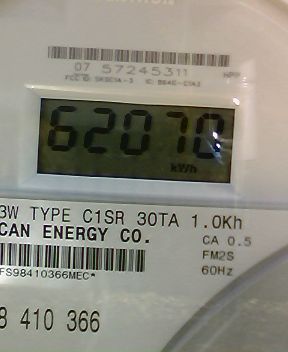 07 57245311
62070
kWh
3W TYPE C1SR 30TA 1.0Kh
CAN ENERGY CO.
CA 0.5
FM2S
60Hz
FS98410366MEC*
8 410 366